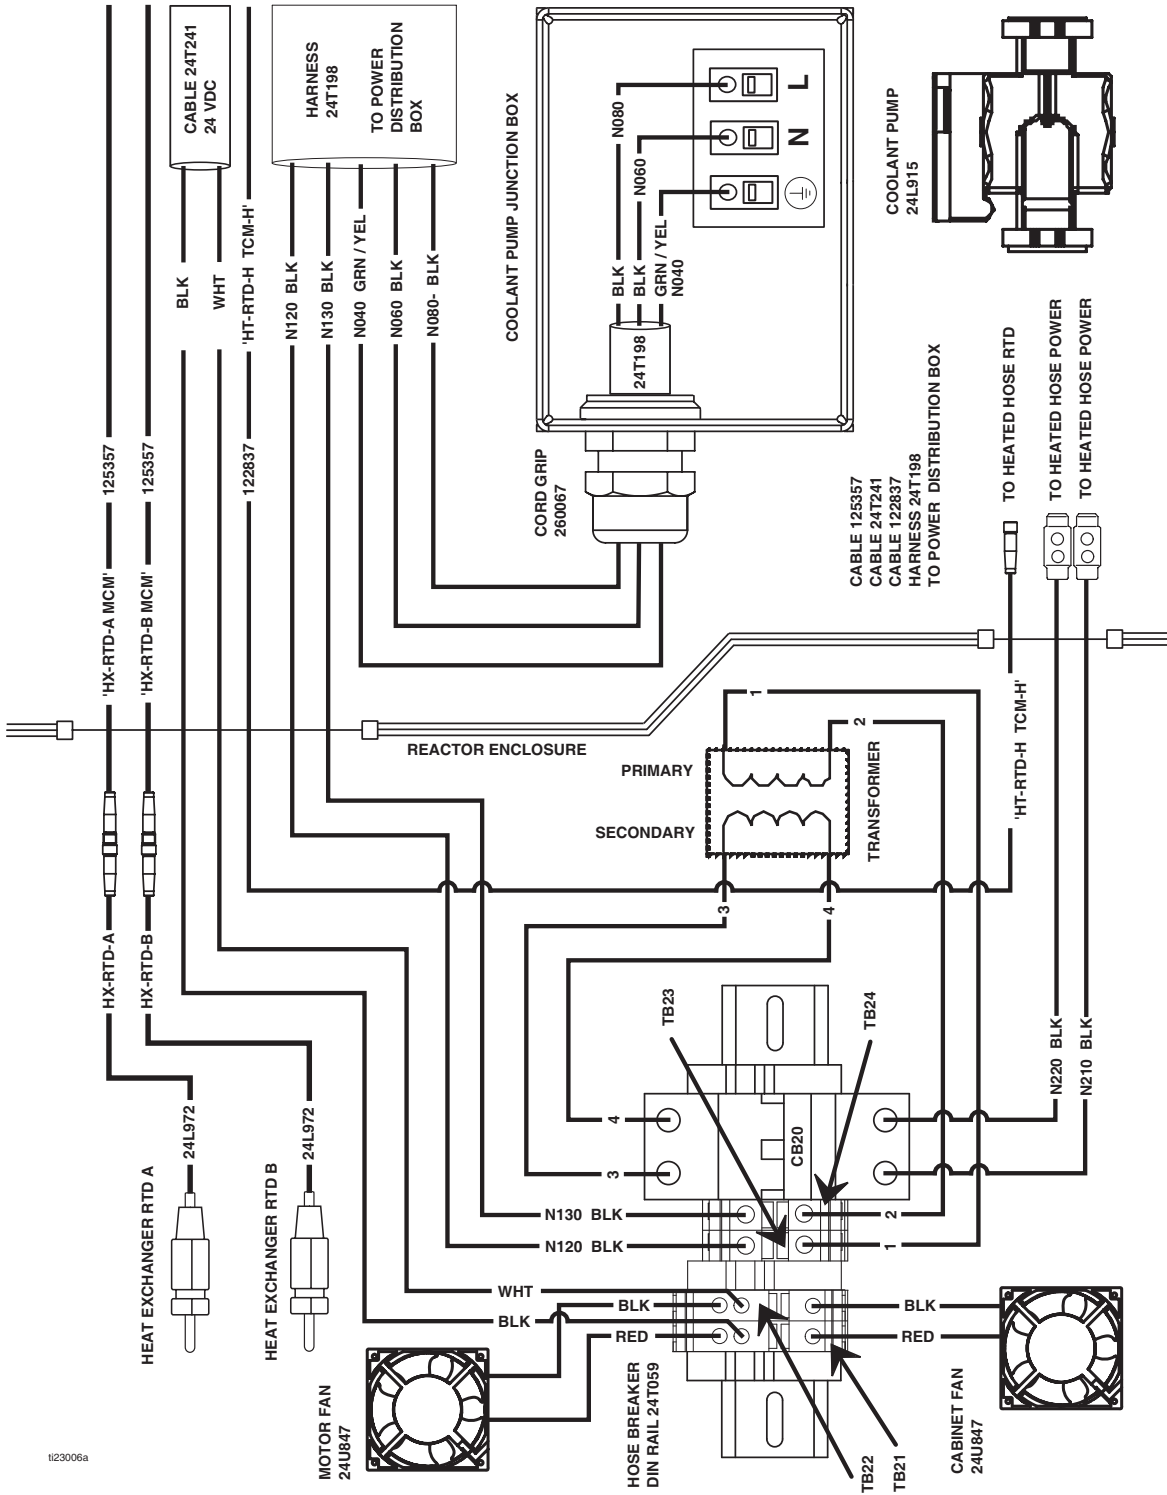 CABLE 24T241
24 VDC
HARNESS
24T198
TO POWER
DISTRIBUTION
BOX
BLK
WHT
'HT-RTD-H TCM-H'
122837
N120 BLK
N130 BLK
N040 GRN / YEL
N060 BLK
N080- BLK
125357
125357
'HX-RTD-A MCM'
'HX-RTD-B MCM'
HX-RTD-A
HX-RTD-B
COOLANT PUMP JUNCTION BOX
N080
N060
BLK
BLK
GRN / YEL
N040
L
N
24T198
CORD GRIP
260067
COOLANT PUMP
24L915
CABLE 125357
CABLE 24T241
CABLE 122837
HARNESS 24T198
TO POWER DISTRIBUTION BOX
TO HEATED HOSE RTD
TO HEATED HOSE POWER
TO HEATED HOSE POWER
REACTOR ENCLOSURE
PRIMARY
SECONDARY
TRANSFORMER
1
2
3
4
'HT-RTD-H TCM-H'
N220 BLK
N210 BLK
TB23
TB24
CB20
4
3
N130 BLK
N120 BLK
2
1
24L972
24L972
HEAT EXCHANGER RTD A
HEAT EXCHANGER RTD B
WHT
BLK
BLK
RED
BLK
RED
MOTOR FAN
24U847
HOSE BREAKER
DIN RAIL 24T059
TB22
TB21
CABINET FAN
24U847
ti23006a